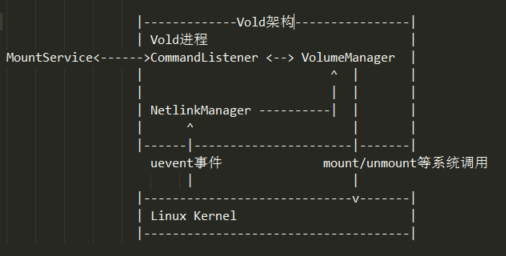 |-------------Vold架构----------------|
| Vold进程 |
MountService<------>CommandListener <--> VolumeManager |
| ^ | |
| | | |
| NetlinkManager ----------| | |
| ^ | |
|------|----------------------|-------|
uevent事件 mount/unmount等系统调用
| |
|-----------------------------v-------|
| Linux Kernel |
|-------------------------------------|